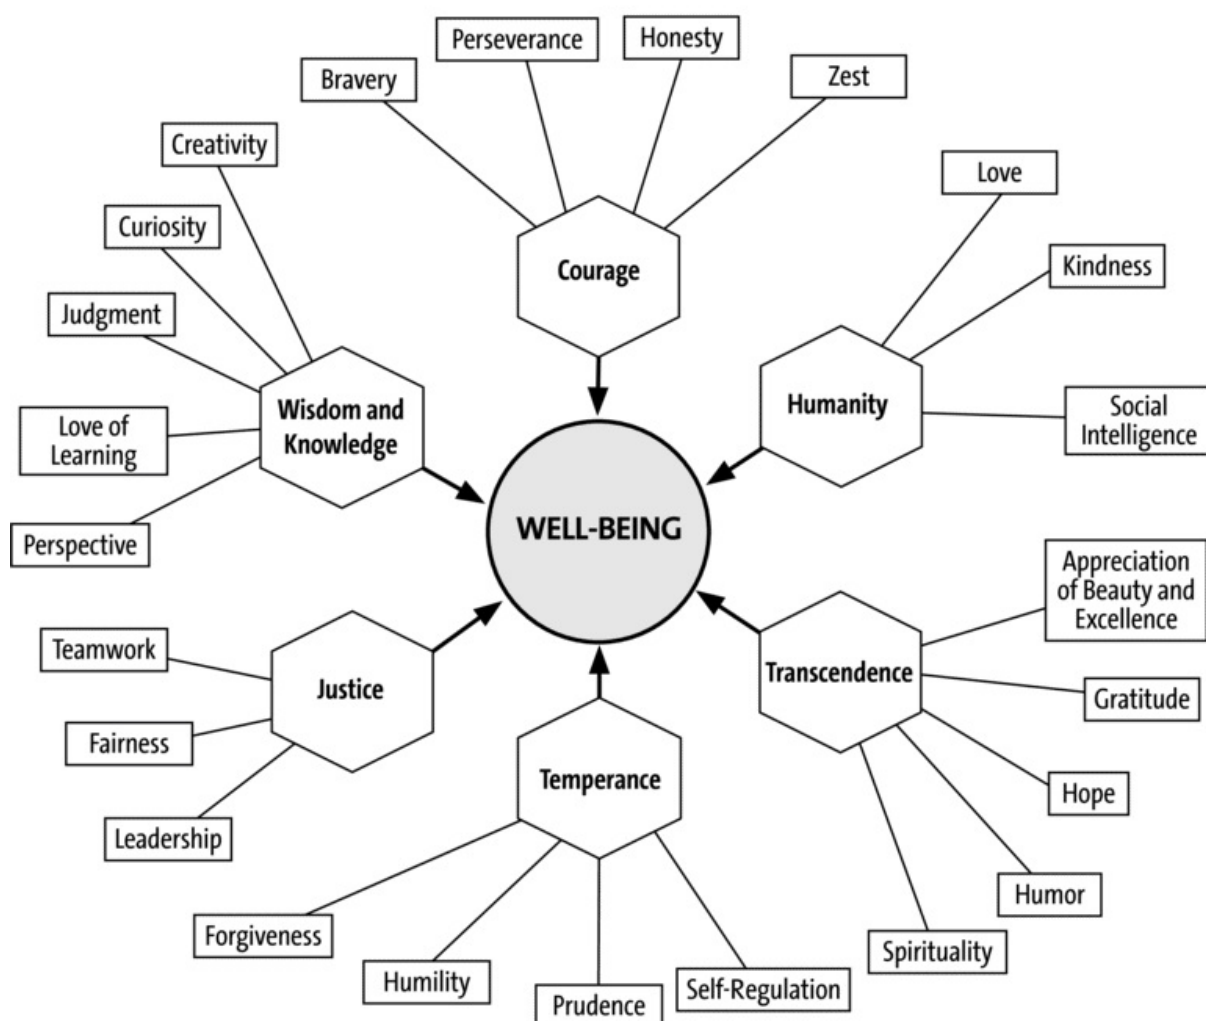 Perseverance
Honesty
Bravery
Zest
Creativity
Love
Curiosity
Kindness
Courage
Judgment
Humanity
Wisdom and
Knowledge
Social
Intelligence
Love of
Learning
Perspective
WELL-BEING
Appreciation
of Beauty and
Excellence
Teamwork
Justice
Transcendence
Gratitude
Fairness
Temperance
Hope
Leadership
Humor
Forgiveness
Spirituality
Humility
Self-Regulation
Prudence